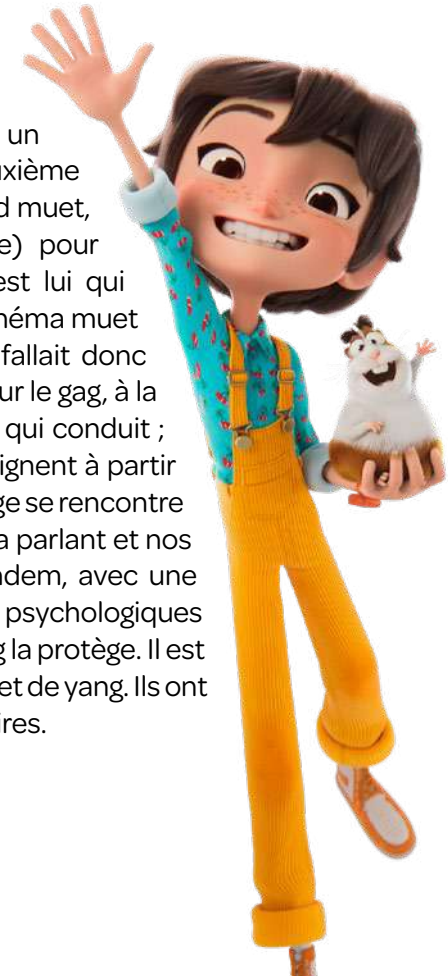 un
uxième
d muet,
e) pour
est lui qui
néma muet
fallait donc
ur le gag, à la
qui conduit ;
ignent à partir
ge se rencontre
a parlant et nos
ndem, avec une
psychologiques
g la protège. Il est
et de yang. Ils ont
ires.